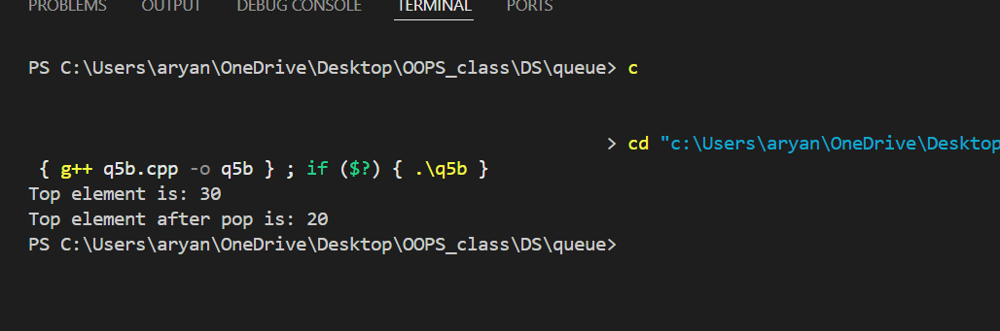 PROBLEMS OUTPUT DEBUG CONSOLE TERMINAL PORTS
PS C:\Users\aryan\OneDrive\Desktop\OOPS_class\DS\queue> c
> cd "c:\Users\aryan\OneDrive\Desktop
{ g++ q5b.cpp -o q5b } ; if ($?) { .\q5b }
Top element is: 30
Top element after pop is: 20
PS C:\Users\aryan\OneDrive\Desktop\OOPS_class\DS\queue>